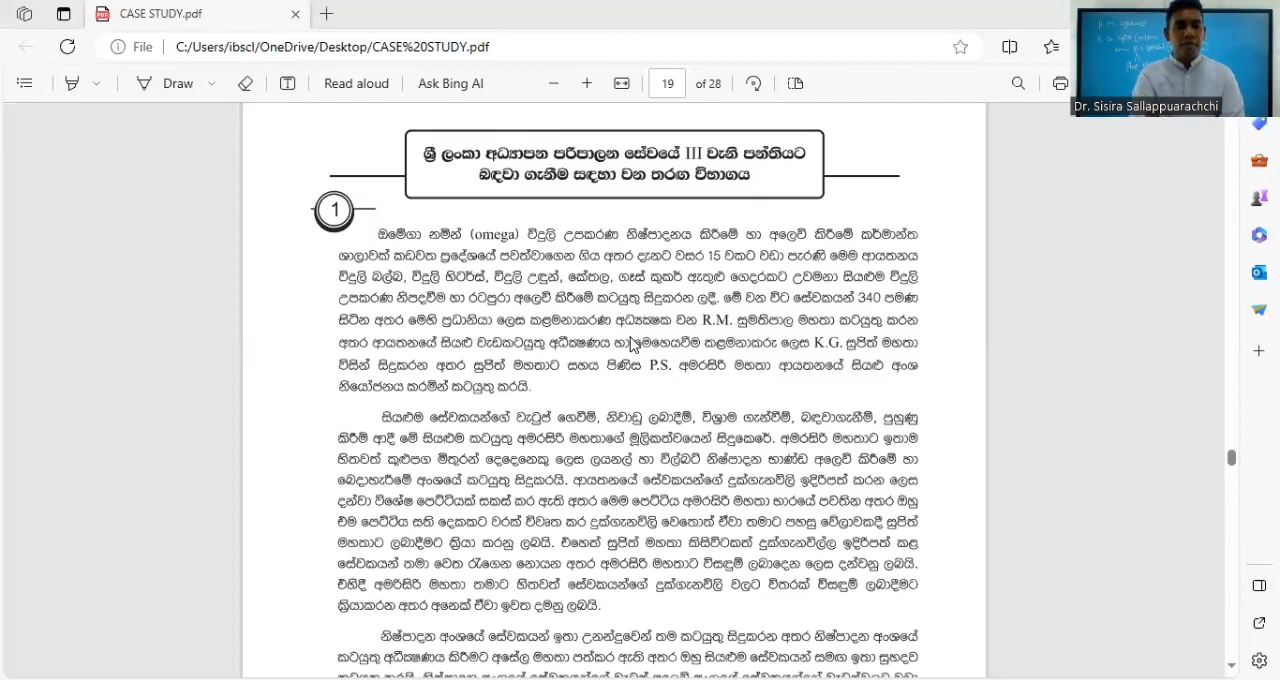 CASE STUDY.pdf
File C:/Users/ibscl/OneDrive/Desktop/CASE%20STUDY.pdf
Draw Read aloud Ask Bing AI 19 of 28
Dr. Sisira Sallappuarachchi
ශ්‍රී ලංකා අධ්‍යාපන පරිපාලන සේවයේ III වැනි පන්තියට
බඳවා ගැනීම සඳහා වන තරඟ විභාගය
1
ඔමේගා නමින් (omega) විදුලි උපකරණ නිෂ්පාදනය කිරීමේ හා අලෙවි කිරීමේ කර්මාන්ත
ශාලාවක් කඩවත ප්‍රදේශයේ පවත්වාගෙන ගිය අතර දැනට වසර 15 වකට වඩා පැරණි මෙම ආයතනය
විදුලි බල්බ, විදුලි හීටර්ස්, විදුලි උඳුන්, කේතල, ගෑස් කුකර් ඇතුළු ගෙදරකට උවමනා සියළුම විදුලි
උපකරණ නිපදවීම හා රටපුරා අලෙවි කිරීමේ කටයුතු සිදුකරන ලදී. මේ වන විට සේවකයන් 340 පමණ
සිටින අතර මෙහි ප්‍රධානියා ලෙස කළමනාකරණ අධ්‍යක්ෂක වන R.M. සුමතිපාල මහතා කටයුතු කරන
අතර ආයතනයේ සියළු වැඩකටයුතු අධීක්ෂණය හා මෙහෙයවීම කළමනාකරු ලෙස K.G. සුජිත් මහතා
විසින් සිදුකරන අතර සුජිත් මහතාට සහය පිණිස P.S. අමරසිරි මහතා ආයතනයේ සියළු අංශ
නියෝජනය කරමින් කටයුතු කරයි.
සියළුම සේවකයන්ගේ වැටුප් ගෙවීම්, නිවාඩු ලබාදීම්, විශ්‍රාම ගැන්වීම්, බඳවාගැනීම්, පුහුණු
කිරීම් ආදී මේ සියළුම කටයුතු අමරසිරි මහතාගේ මූලිකත්වයෙන් සිදුකෙරේ. අමරසිරි මහතාට ඉතාම
හිතවත් කුළුපග මිතුරන් දෙදෙනෙකු ලෙස ලයනල් හා විල්බට් නිෂ්පාදන භාණ්ඩ අලෙවි කිරීමේ හා
බෙදාහැරීමේ අංශයේ කටයුතු සිදුකරයි. ආයතනයේ සේවකයන්ගේ දුක්ගැනවිලි ඉදිරිපත් කරන ලෙස
දන්වා විශේෂ පෙට්ටියක් සකස් කර ඇති අතර මෙම පෙට්ටිය අමරසිරි මහතා භාරයේ පවතින අතර ඔහු
එම පෙට්ටිය සති දෙකකට වරක් විවෘත කර දුක්ගැනවිලි වෙතොත් ඒවා තමාට පහසු වේලාවකදී සුජිත්
මහතාට ලබාදීමට ක්‍රියා කරනු ලබයි. එහෙත් සුජිත් මහතා කිසිවිටකත් දුක්ගැනවිල්ල ඉදිරිපත් කළ
සේවකයන් තමා වෙත රැගෙන නොයන අතර අමරසිරි මහතාට විසඳුම් ලබාදෙන ලෙස දන්වනු ලබයි.
එහිදී අමරිසිරි මහතා තමාට හිතවත් සේවකයන්ගේ දුක්ගැනවිලි වලට විතරක් විසඳුම් ලබාදීමට
ක්‍රියාකරන අතර අනෙක් ඒවා ඉවත දමනු ලබයි.
නිෂ්පාදන අංශයේ සේවකයන් ඉතා උනන්දුවෙන් තම කටයුතු සිදුකරන අතර නිෂ්පාදන අංශයේ
කටයුතු අධීක්ෂණය කිරීමට අසේල මහතා පත්කර ඇති අතර ඔහු සියළුම සේවකයන් සමඟ ඉතා සුහදව